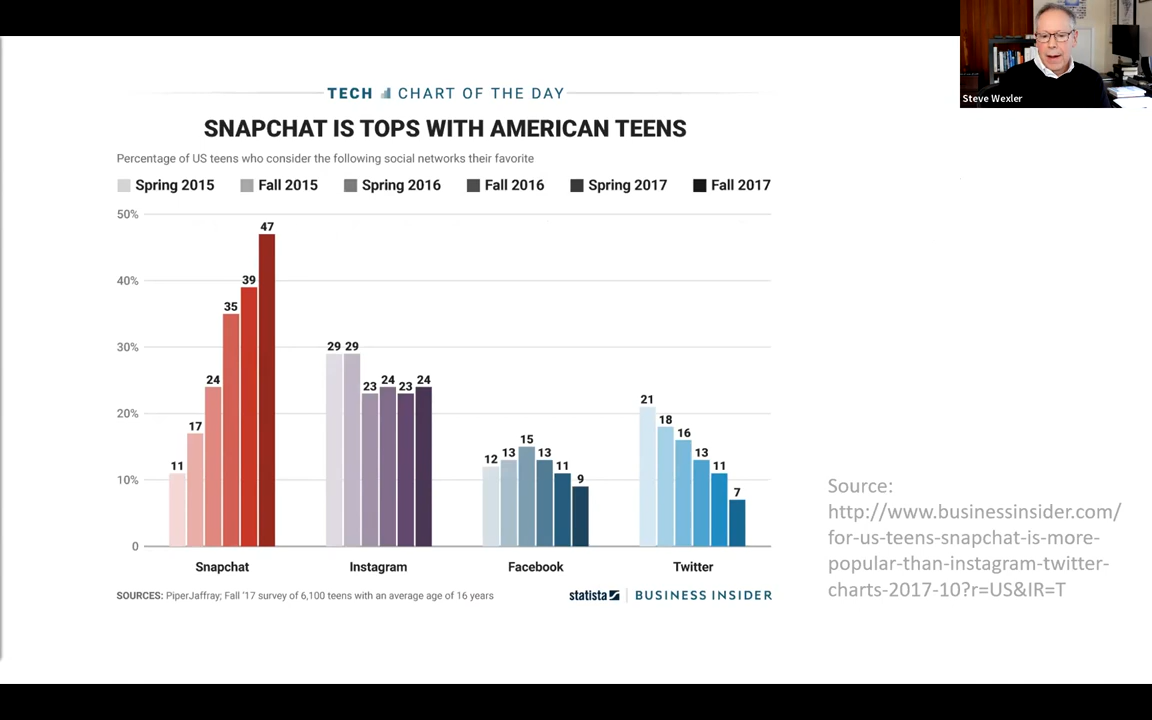 Steve Wexler
TECH CHART OF THE DAY
SNAPCHAT IS TOPS WITH AMERICAN TEENS
Percentage of US teens who consider the following social networks their favorite
Spring 2015 Fall 2015 Spring 2016 Fall 2016 Spring 2017 Fall 2017
50%
40%
30%
20%
10%
0
11 17 24 35 39 47
29 29 23 24 23 24
12 13 15 13 11 9
21 18 16 13 11 7
Snapchat Instagram Facebook Twitter
SOURCES: PiperJaffray; Fall '17 survey of 6,100 teens with an average age of 16 years
statista BUSINESS INSIDER
Source:
http://www.businessinsider.com/
for-us-teens-snapchat-is-more-
popular-than-instagram-twitter-
charts-2017-10?r=US&IR=T